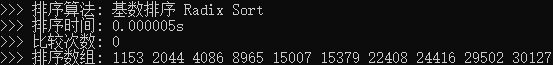 >>> 排序算法: 基数排序 Radix Sort
>>> 排序时间: 0.000005s
>>> 比较次数: 0
>>> 排序数组: 1153 2044 4086 8965 15007 15379 22408 24416 29502 30127